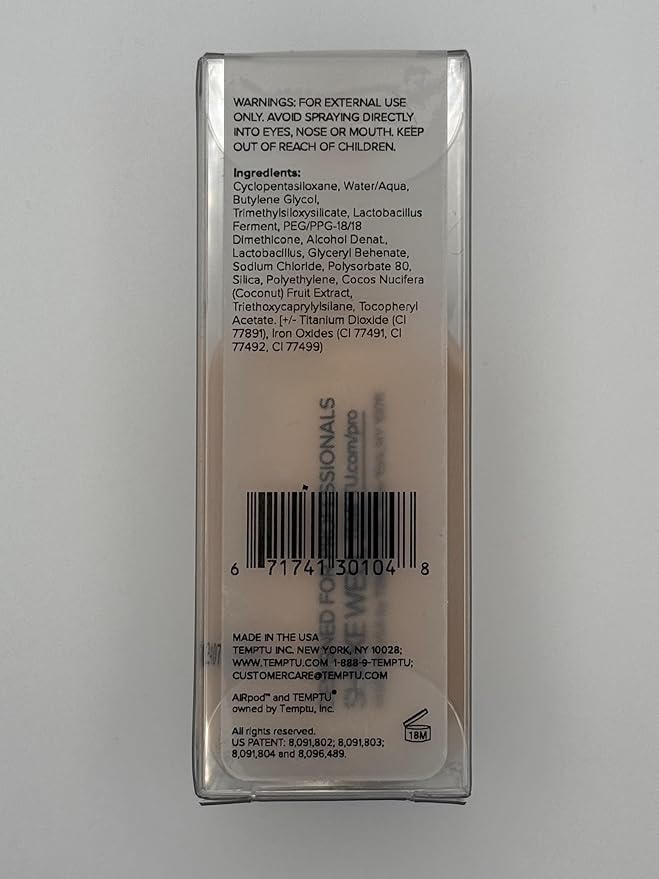 WARNINGS: FOR EXTERNAL USE
ONLY. AVOID SPRAYING DIRECTLY
INTO EYES, NOSE OR MOUTH. KEEP
OUT OF REACH OF CHILDREN.
Ingredients:
Cyclopentasiloxane, Water/Aqua,
Butylene Glycol,
Trimethylsiloxysilicate, Lactobacillus
Ferment, PEG/PPG-18/18
Dimethicone, Alcohol Denat.,
Lactobacillus, Glyceryl Behenate,
Sodium Chloride, Polysorbate 80,
Silica, Polyethylene, Cocos Nucifera
(Coconut) Fruit Extract,
Triethoxycaprylylsilane, Tocopheryl
Acetate. [+/- Titanium Dioxide (CI
77891), Iron Oxides (CI 77491, CI
77492, CI 77499)
6 71741 30104 8
MADE IN THE USA
TEMPTU INC. NEW YORK, NY 10028;
WWW.TEMPTU.COM 1-888-9-TEMPTU;
CUSTOMERCARE@TEMPTU.COM
AIRpod™ and TEMPTU®
owned by Temptu, Inc.
All rights reserved.
US PATENT: 8,091,802; 8,091,803;
8,091,804 and 8,096,489.
18M